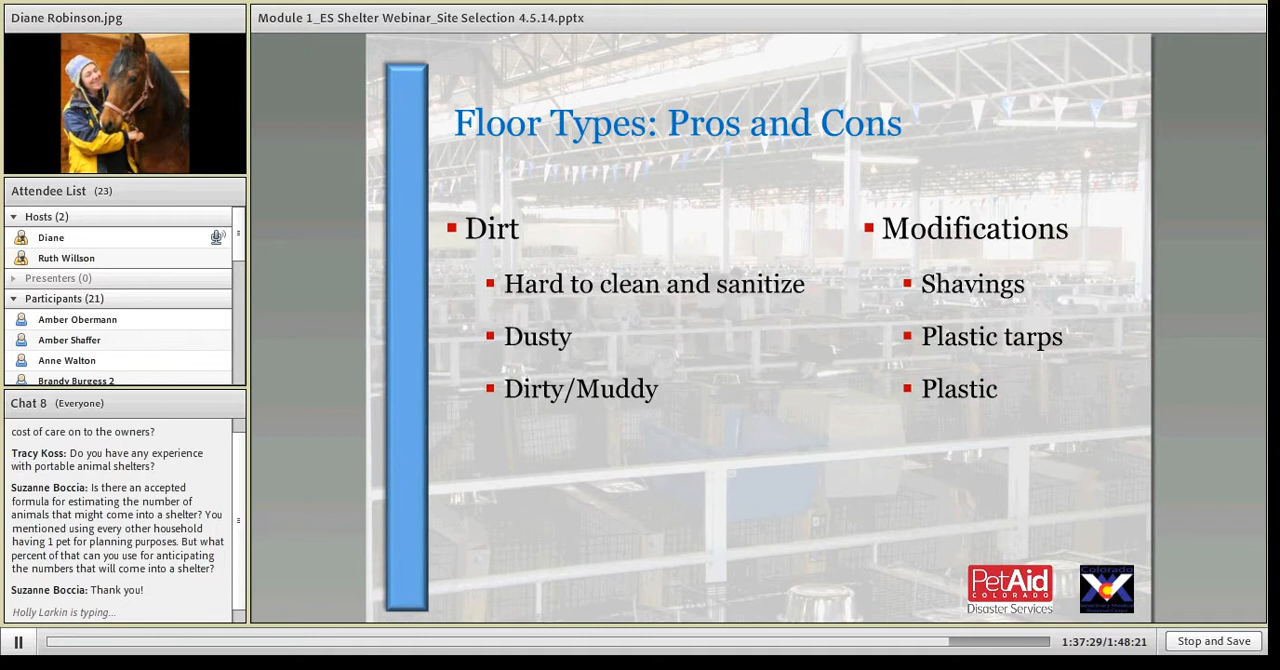 Diane Robinson.jpg
Attendee List (23)
Hosts (2)
Diane
Ruth Willson
Presenters (0)
Participants (21)
Amber Obermann
Amber Shaffer
Anne Walton
Brandy Burgess 2
Chat 8 (Everyone)
cost of care on to the owners?
Tracy Koss: Do you have any experience
with portable animal shelters?
Suzanne Boccia: Is there an accepted
formula for estimating the number of
animals that might come into a shelter? You
mentioned using every other household
having 1 pet for planning purposes. But what
percent of that can you use for anticipating
the numbers that will come into a shelter?
Suzanne Boccia: Thank you!
Holly Larkin is typing...
Module 1_ES Shelter Webinar_Site Selection 4.5.14.pptx
Floor Types: Pros and Cons
Dirt
Hard to clean and sanitize
Dusty
Dirty/Muddy
Modifications
Shavings
Plastic tarps
Plastic
PetAid
COLORADO
Disaster Services
Colorado
1:37:29/1:48:21
Stop and Save